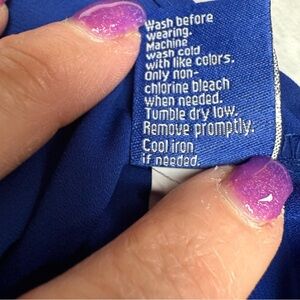 Wash before
wearing.
Machine
wash cold
with like colors.
Only non-
chlorine bleach
when needed.
Tumble dry low.
Remove promptly.
Cool iron
if needed.